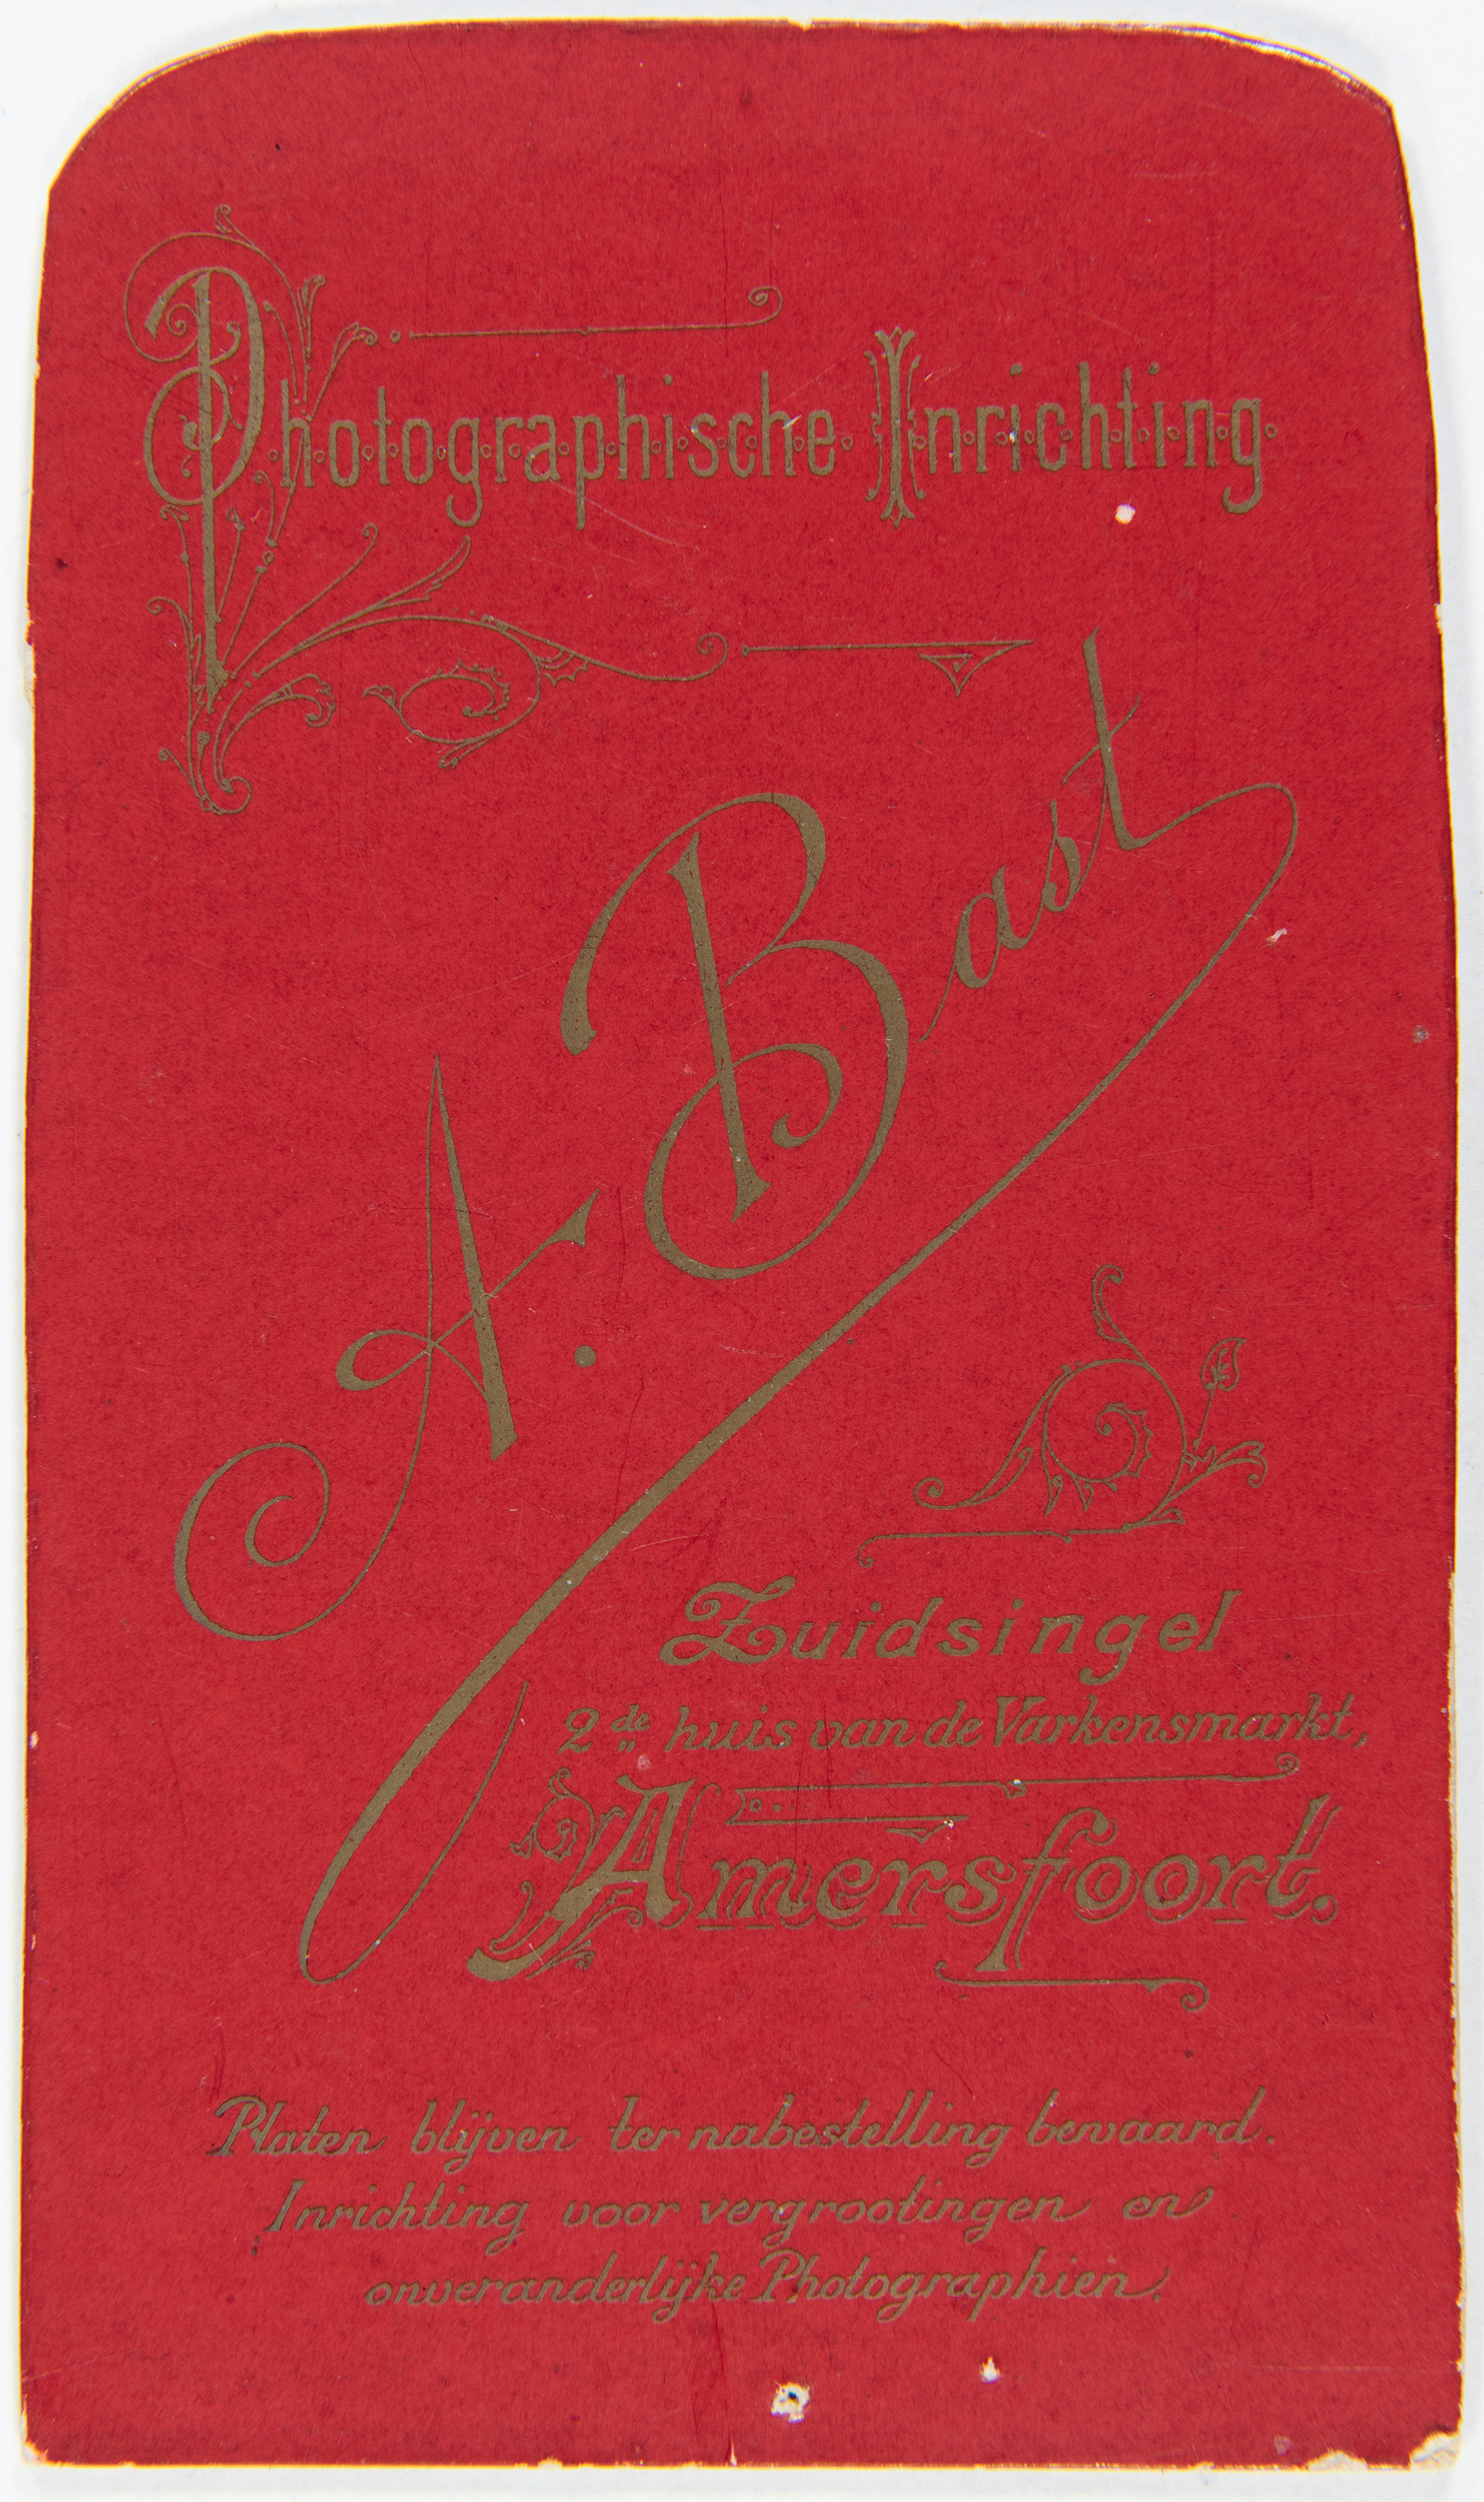 Photographische Inrichting
A. Bast
Zuidsingel
2de huis van de Varkensmarkt,
Amersfoort.
Platen blijven ter nabestelling bewaard.
Inrichting voor vergrootingen en
onveranderlijke Photographien.